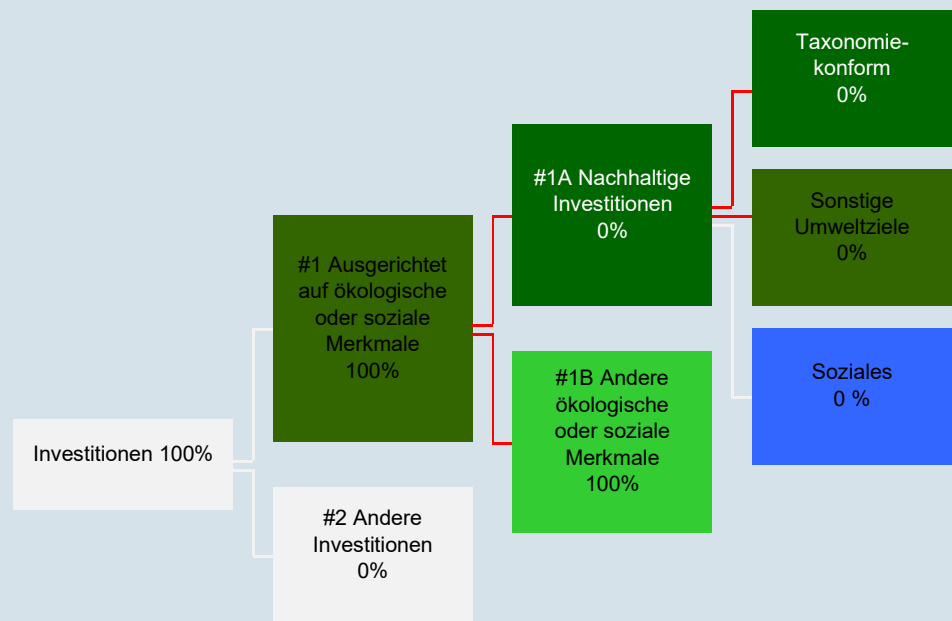 Investitionen 100%
#1 Ausgerichtet
auf ökologische
oder soziale
Merkmale
100%
#2 Andere
Investitionen
0%
#1A Nachhaltige
Investitionen
0%
#1B Andere
ökologische
oder soziale
Merkmale
100%
Taxonomie-
konform
0%
Sonstige
Umweltziele
0%
Soziales
0 %